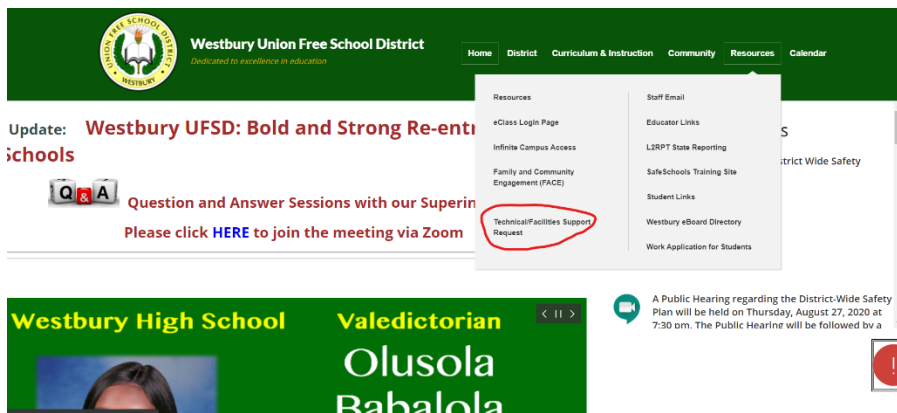 UNION FREE SCHOOL DISTRICT
WESTBURY
Westbury Union Free School District
Dedicated to excellence in education
Home District Curriculum & Instruction Community Resources Calendar
Resources
eClass Login Page
Infinite Campus Access
Family and Community
Engagement (FACE)
Technical/Facilities Support
Request
Staff Email
Educator Links
L2RPT State Reporting
SafeSchools Training Site
Student Links
Westbury eBoard Directory
Work Application for Students
Update: Westbury UFSD: Bold and Strong Re-entr
Schools
s
strict Wide Safety
Q & A
Question and Answer Sessions with our Superin
Please click HERE to join the meeting via Zoom
A Public Hearing regarding the District-Wide Safety
Plan will be held on Thursday, August 27, 2020 at
7:30 pm. The Public Hearing will be followed by a
Westbury High School
Valedictorian
Olusola
Babalola
!